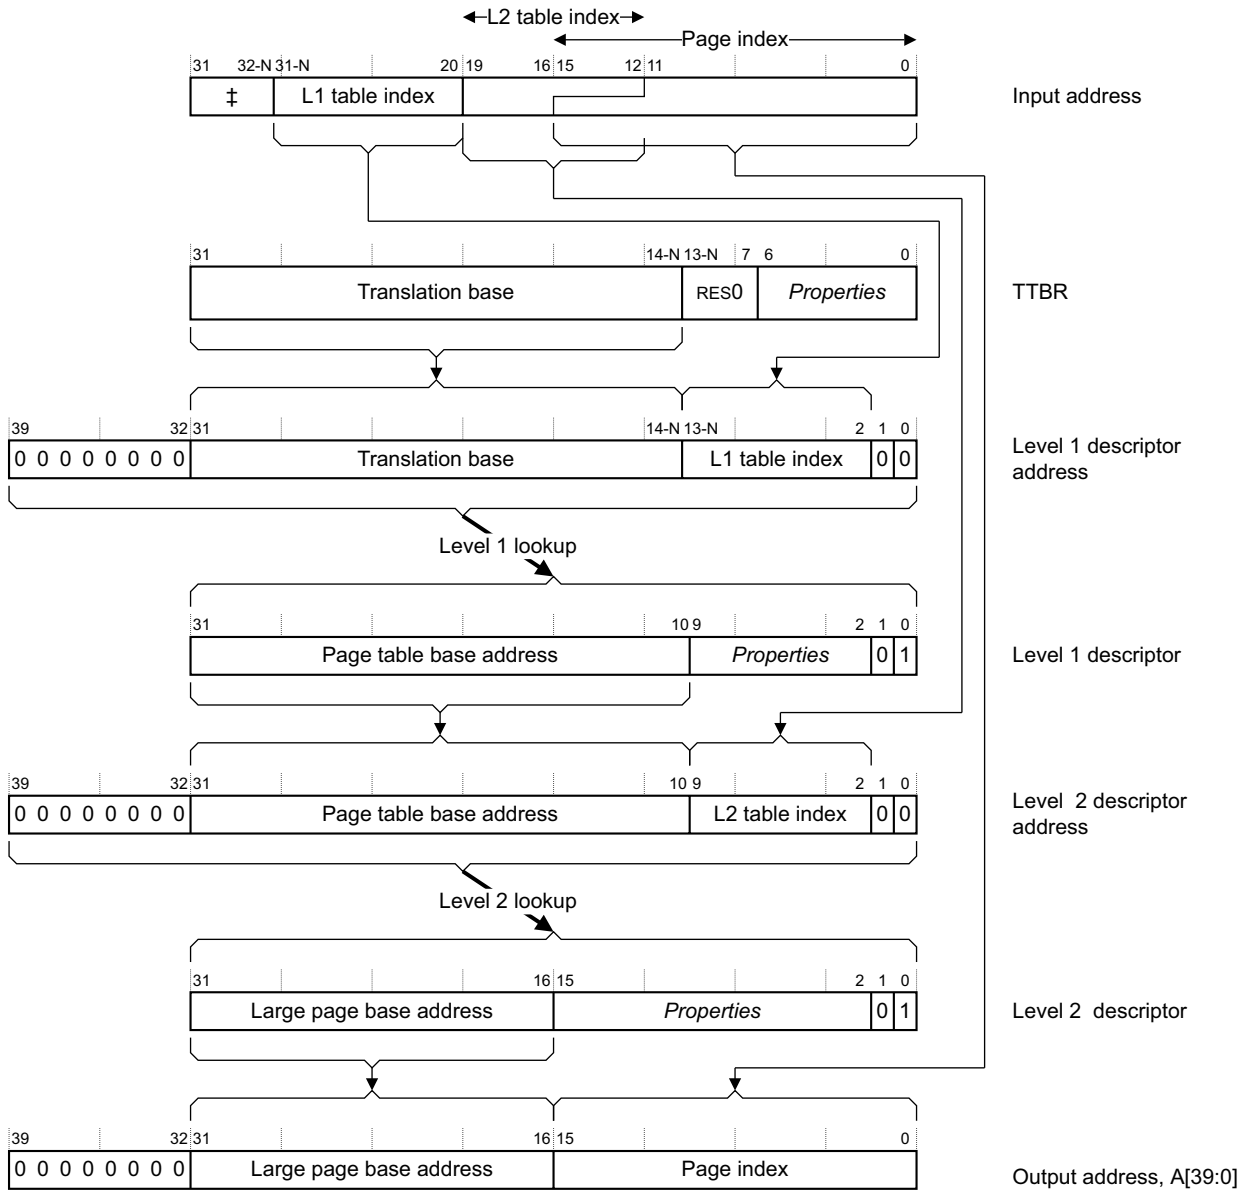 L2 table index
Page index
31 32-N 31-N 20 19 16 15 12 11 0
‡ L1 table index Input address
31 14-N 13-N 7 6 0
Translation base RES0 Properties TTBR
39 32 31 14-N 13-N 2 1 0
0 0 0 0 0 0 0 0 Translation base L1 table index 0 0 Level 1 descriptor
address
Level 1 lookup
31 10 9 2 1 0
Page table base address Properties 0 1 Level 1 descriptor
39 32 31 10 9 2 1 0
0 0 0 0 0 0 0 0 Page table base address L2 table index 0 0 Level 2 descriptor
address
Level 2 lookup
31 16 15 2 1 0
Large page base address Properties 0 1 Level 2 descriptor
39 32 31 16 15 0
0 0 0 0 0 0 0 0 Large page base address Page index Output address, A[39:0]